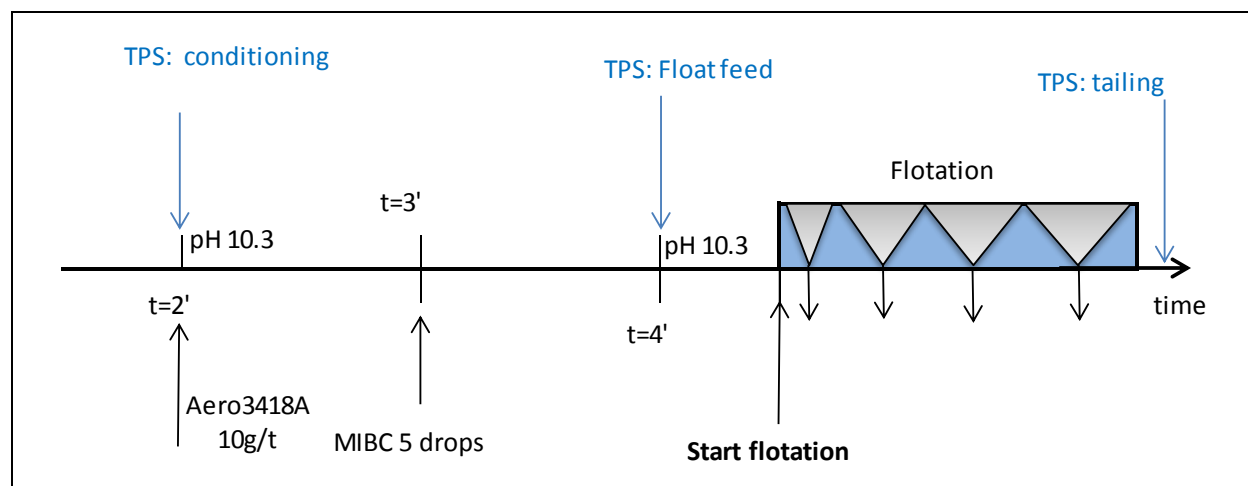 TPS: conditioning
TPS: Float feed
TPS: tailing
Flotation
t=3'
pH 10.3
pH 10.3
t=2'
t=4'
time
Aero3418A
10g/t
MIBC 5 drops
Start flotation